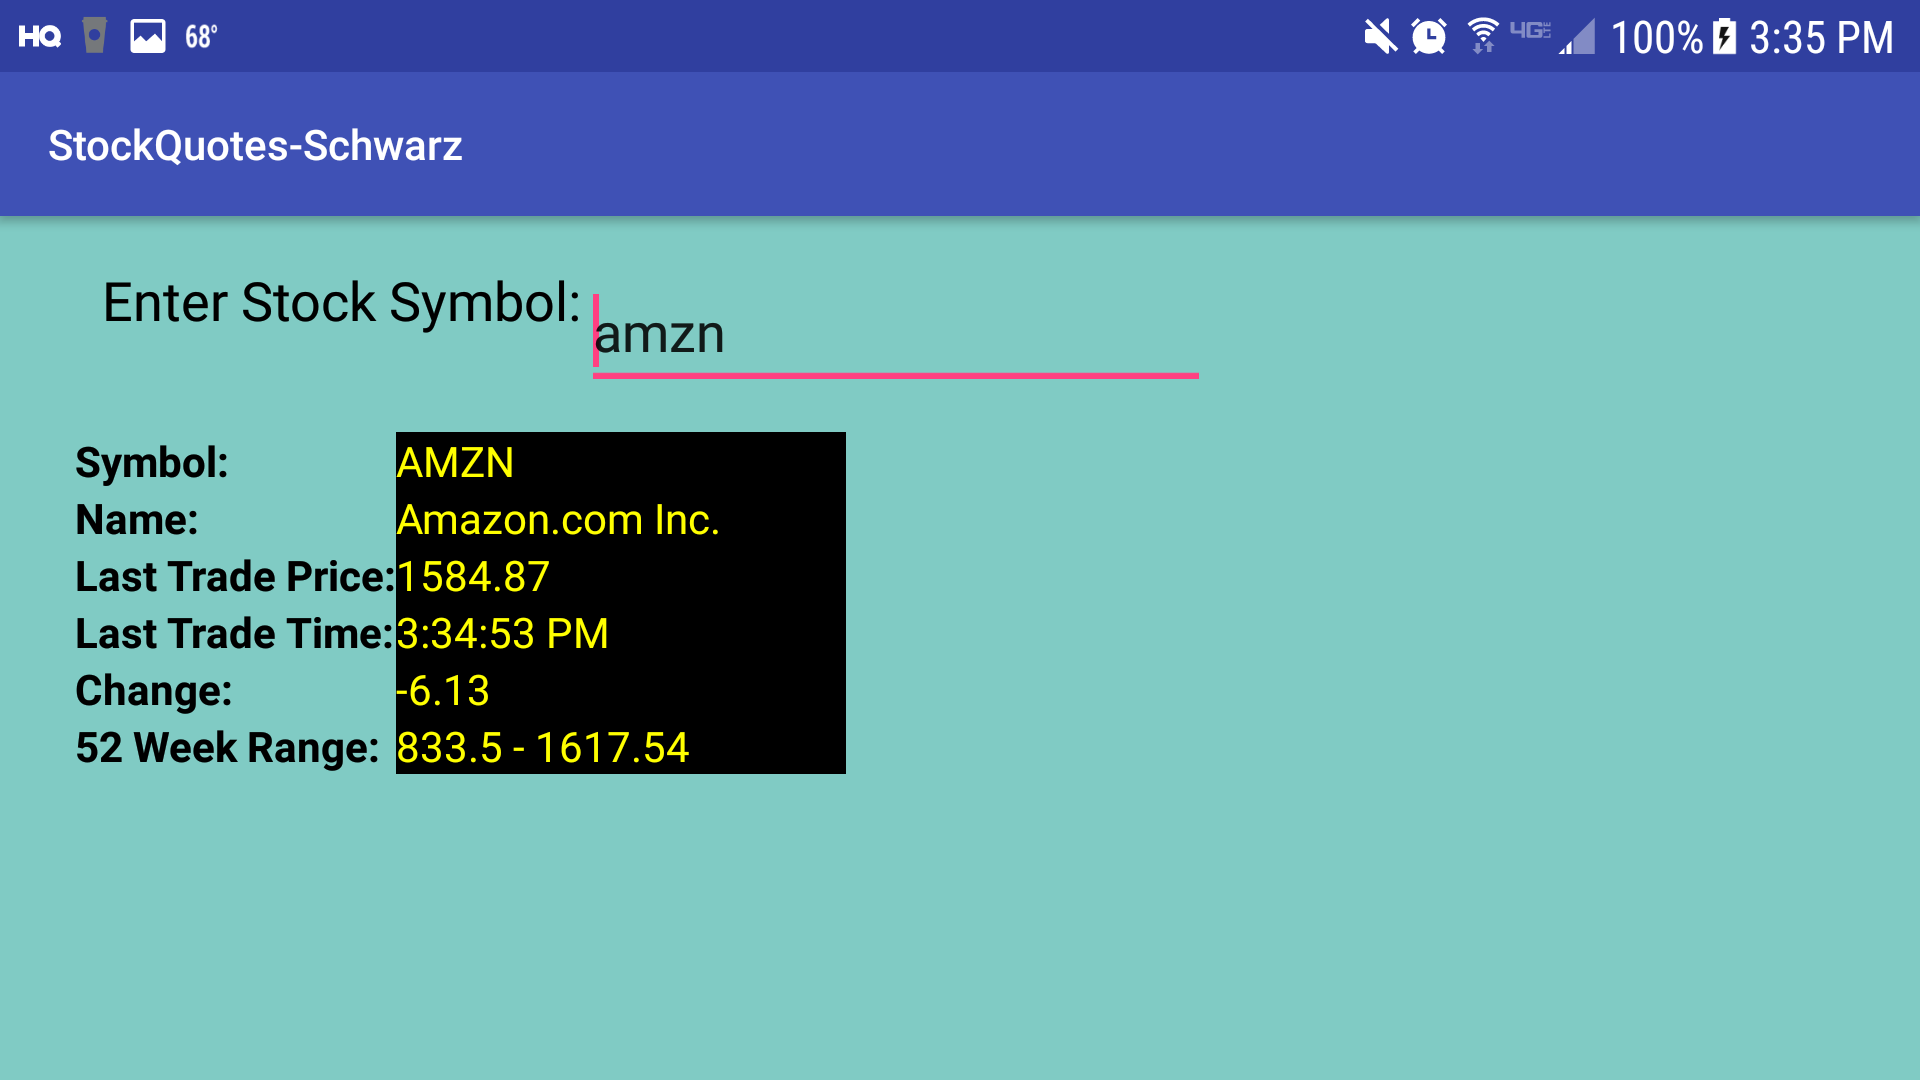 HQ 68° 4G LTE 100% 3:35 PM
StockQuotes-Schwarz
Enter Stock Symbol: amzn
Symbol: AMZN
Name: Amazon.com Inc.
Last Trade Price: 1584.87
Last Trade Time: 3:34:53 PM
Change: -6.13
52 Week Range: 833.5 - 1617.54